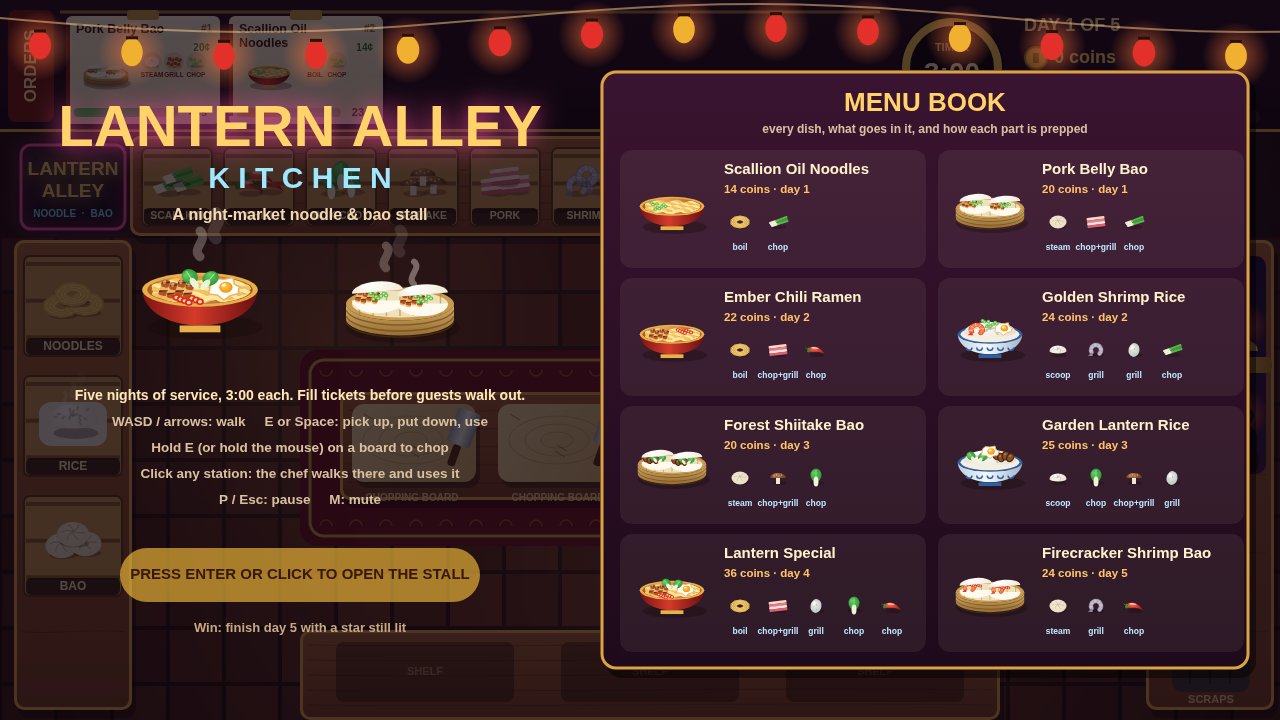 ORDERS
Pork Belly Bao #1
20¢
STEAM GRILL CHOP
Scallion Oil Noodles #2
14¢
BOIL CHOP
DAY 1 OF 5
0 coins
3:00
LANTERN ALLEY
KITCHEN
A night-market noodle & bao stall
LANTERN
ALLEY
NOODLE · BAO
PORK
NOODLES
RICE
BAO
Five nights of service, 3:00 each. Fill tickets before guests walk out.
WASD / arrows: walk E or Space: pick up, put down, use
Hold E (or hold the mouse) on a board to chop
Click any station: the chef walks there and uses it
P / Esc: pause M: mute
CHOPPING BOARD
CHOPPING BOARD
PRESS ENTER OR CLICK TO OPEN THE STALL
Win: finish day 5 with a star still lit
SHELF
SHELF
SHELF
SCRAPS
MENU BOOK
every dish, what goes in it, and how each part is prepped
Scallion Oil Noodles
14 coins · day 1
boil chop
Pork Belly Bao
20 coins · day 1
steam chop+grill chop
Ember Chili Ramen
22 coins · day 2
boil chop+grill chop
Golden Shrimp Rice
24 coins · day 2
scoop grill grill chop
Forest Shiitake Bao
20 coins · day 3
steam chop+grill chop
Garden Lantern Rice
25 coins · day 3
scoop chop chop+grill grill
Lantern Special
36 coins · day 4
boil chop+grill grill chop chop
Firecracker Shrimp Bao
24 coins · day 5
steam grill chop